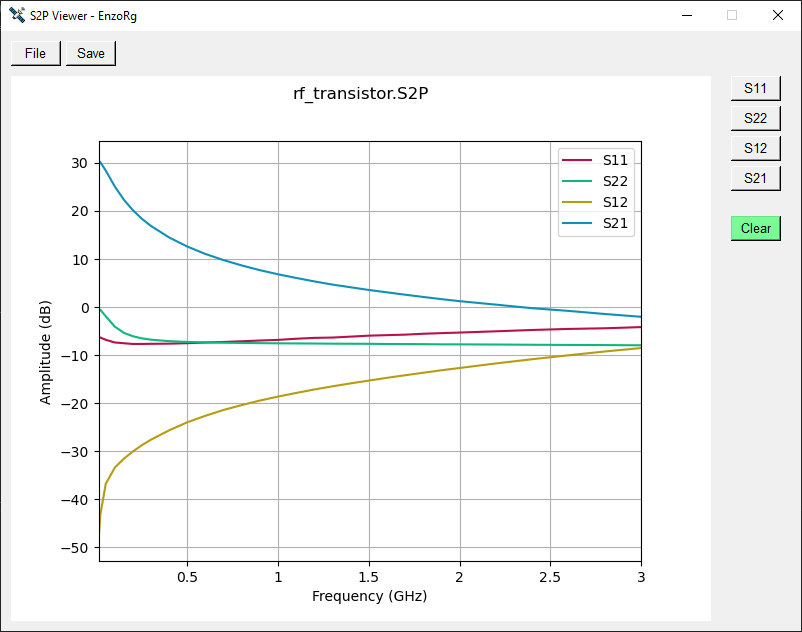 S2P Viewer - EnzoRg
File Save
rf_transistor.S2P
S11
S22
S12
S21
Clear
S11
S22
S12
S21
30
20
10
0
−10
−20
−30
−40
−50
Amplitude (dB)
0.5 1 1.5 2 2.5 3
Frequency (GHz)